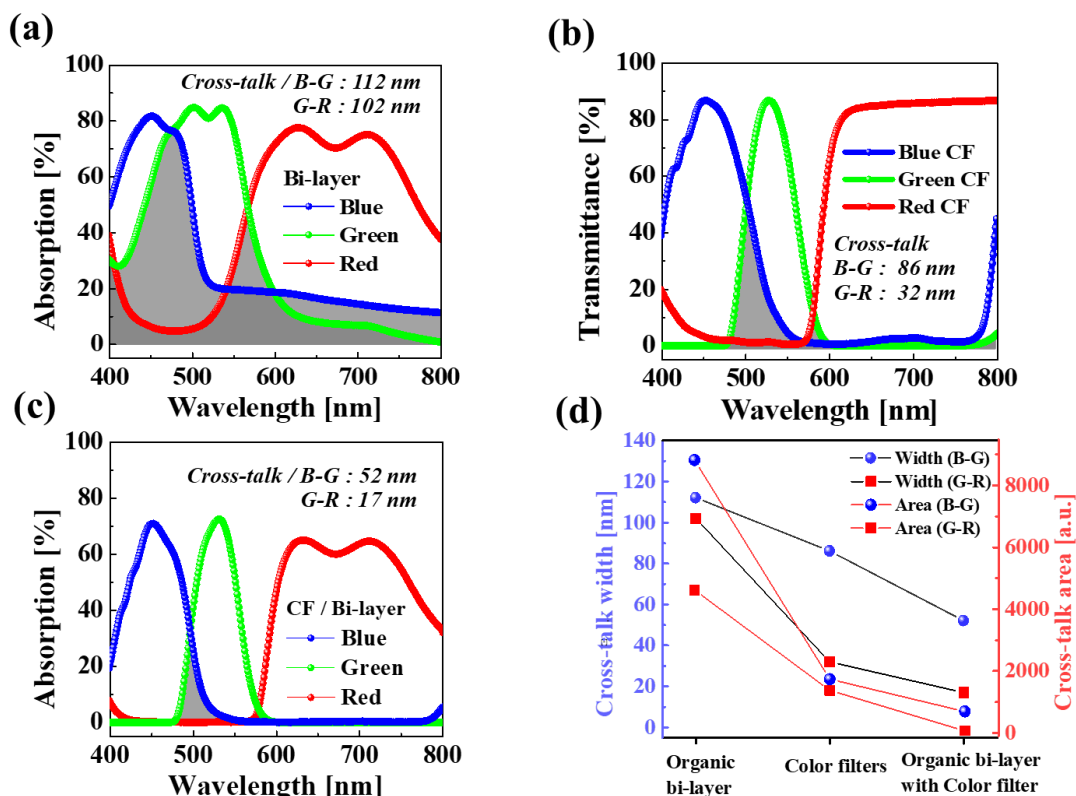 (a)
100
80
60
40
20
0
Absorption [%]
Cross-talk / B-G : 112 nm
G-R : 102 nm
Bi-layer
Blue
Green
Red
400 500 600 700 800
Wavelength [nm]
(b)
100
80
60
40
20
0
Transmittance [%]
Blue CF
Green CF
Red CF
Cross-talk
B-G : 86 nm
G-R : 32 nm
400 500 600 700 800
Wavelength [nm]
(c)
100
80
60
40
20
0
Absorption [%]
Cross-talk / B-G : 52 nm
G-R : 17 nm
CF / Bi-layer
Blue
Green
Red
400 500 600 700 800
Wavelength [nm]
(d)
140
120
100
80
60
40
20
0
Cross-talk width [nm]
Width (B-G)
Width (G-R)
Area (B-G)
Area (G-R)
8000
6000
4000
2000
0
Cross-talk area [a.u.]
Organic
bi-layer
Color filters
Organic bi-layer
with Color filter